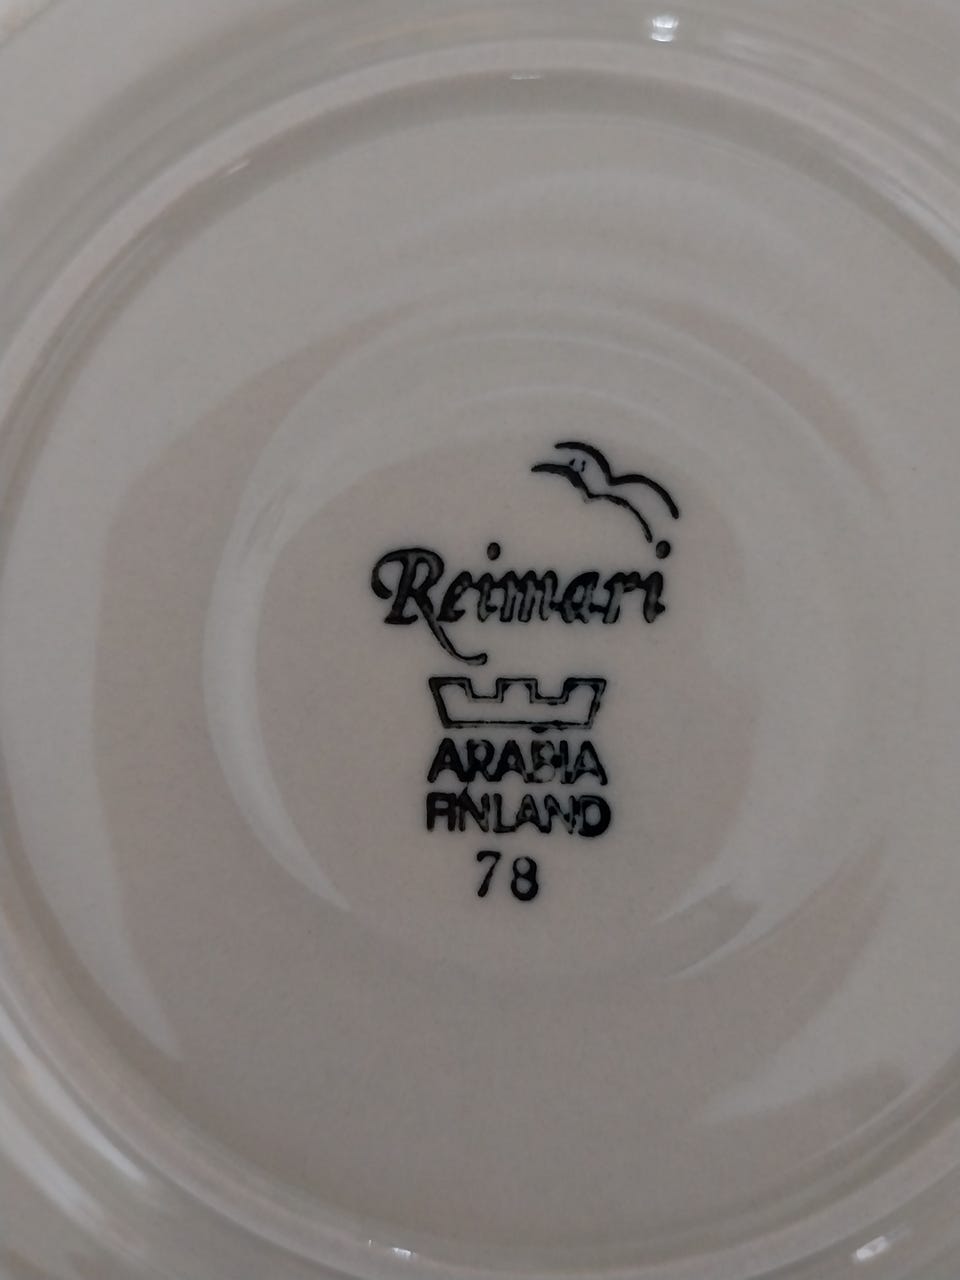 Reimari
ARABIA
FINLAND
78